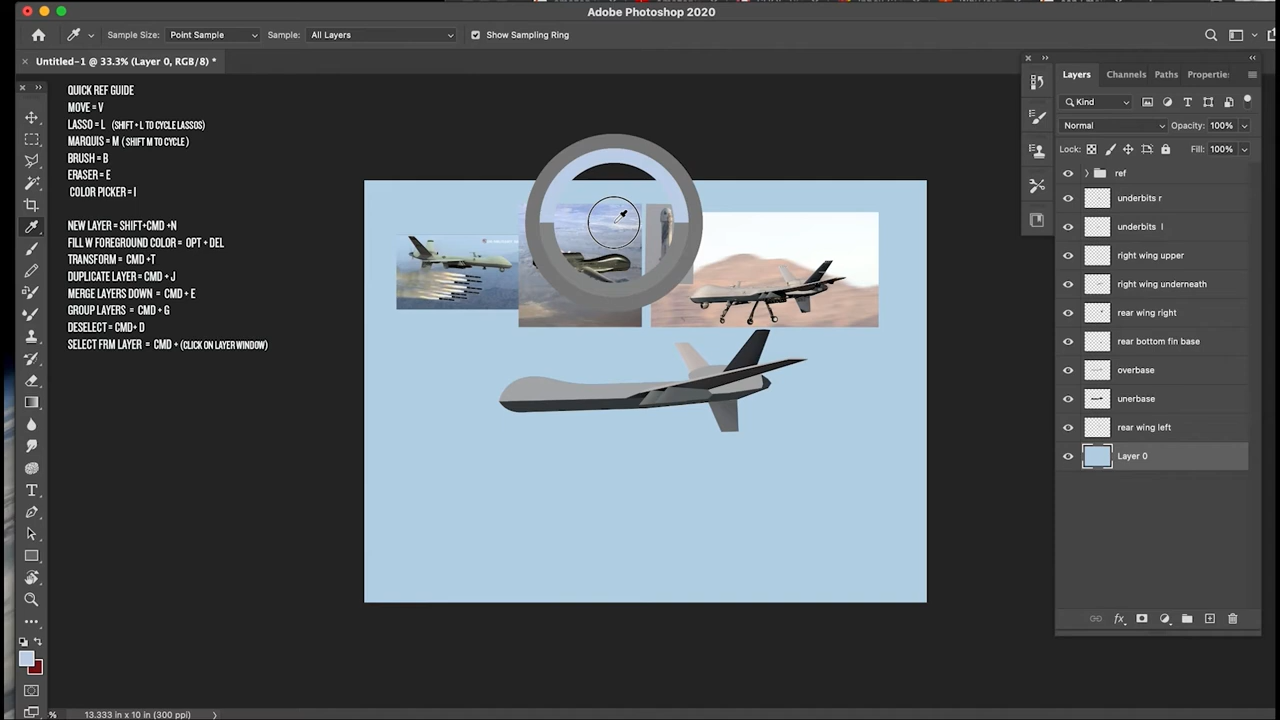 Adobe Photoshop 2020
Sample Size: Point Sample Sample: All Layers Show Sampling Ring
Untitled-1 @ 33.3% (Layer 0, RGB/8) *
QUICK REF GUIDE
MOVE = V
LASSO = L (SHIFT + L TO CYCLE LASSOS)
MARQUIS = M ( SHIFT M TO CYCLE )
BRUSH = B
ERASER = E
COLOR PICKER = I
NEW LAYER = SHIFT+CMD +N
FILL W FOREGROUND COLOR = OPT + DEL
TRANSFORM = CMD +T
DUPLICATE LAYER = CMD + J
MERGE LAYERS DOWN = CMD + E
GROUP LAYERS = CMD + G
DESELECT = CMD+ D
SELECT FRM LAYER = CMD + (CLICK ON LAYER WINDOW)
Layers Channels Paths Propertie
Kind
Normal Opacity: 100%
Lock: Fill: 100%
ref
underbits r
underbits l
right wing upper
right wing underneath
rear wing right
rear bottom fin base
overbase
unerbase
rear wing left
Layer 0
fx
% 13.333 in x 10 in (300 ppi)